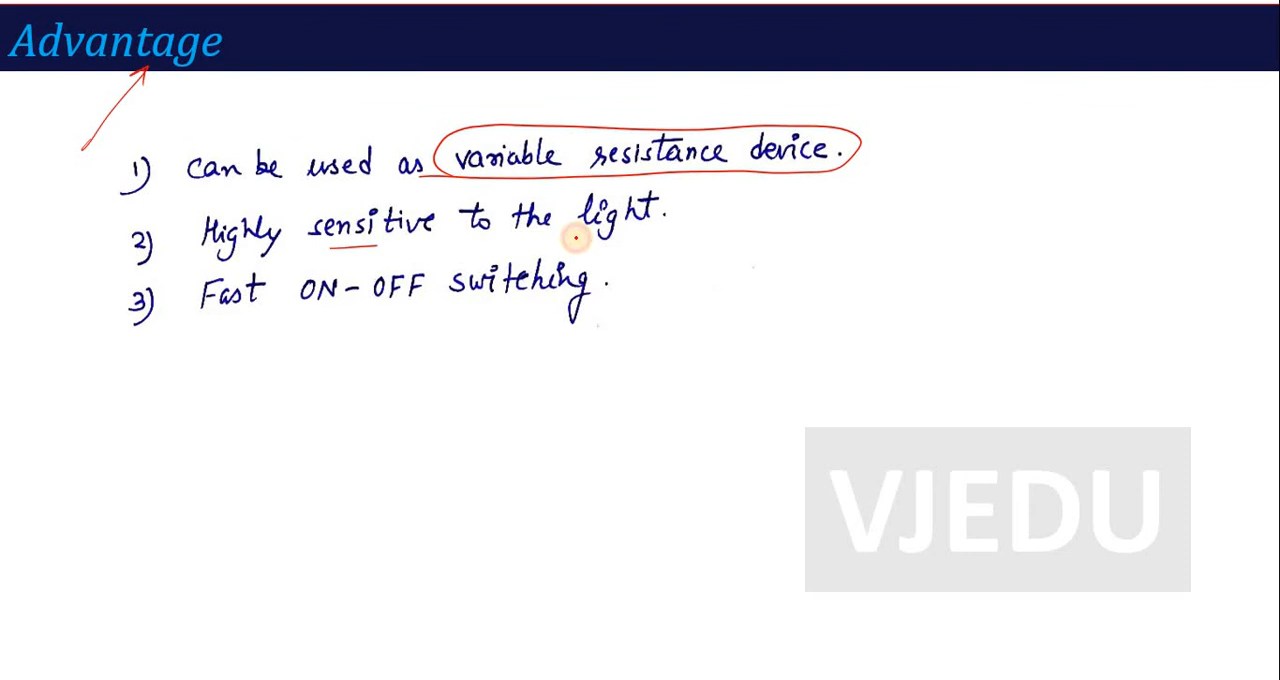 Advantage
1) Can be used as variable resistance device.
2) Highly sensitive to the light.
3) Fast ON-OFF switching.
VJEDU